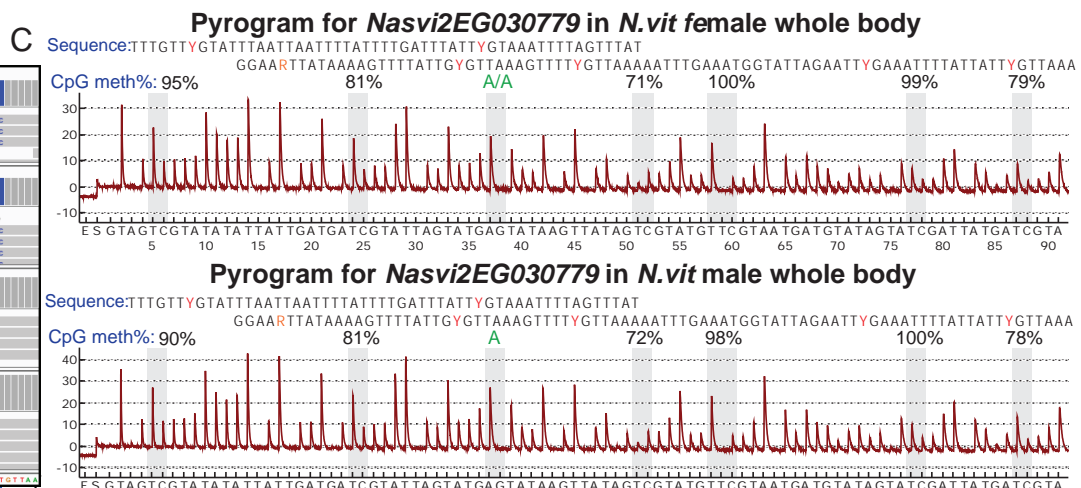 C
Pyrogram for Nasvi2EG030779 in N.vit female whole body
Sequence:TTTGTTYGTATTTAATTAATTTTATTTTGATTTATTYGTAAATTTTAGTTTAT
GGAARTTATAAAAGTTTTATTGYGTTAAAGTTTTYGTTAAAAATTTGAAATGGTATTAGAATTYGAAATTTTATTATTYGTTAAA
CpG meth%: 95% 81% A/A 71% 100% 99% 79%
30
20
10
0
-10
E S G T A G T C G T A T A T A T T A T T G A T G A T C G T A T T A G T A T G A G T A T A A G T T A T A G T C G T A T G T T C G T A A T G A T G T A T A G T A T C G A T T A T G A T C G T A
5 10 15 20 25 30 35 40 45 50 55 60 65 70 75 80 85 90
Pyrogram for Nasvi2EG030779 in N.vit male whole body
Sequence:TTTGTTYGTATTTAATTAATTTTATTTTGATTTATTYGTAAATTTTAGTTTAT
GGAARTTATAAAAGTTTTATTGYGTTAAAGTTTTYGTTAAAAATTTGAAATGGTATTAGAATTYGAAATTTTATTATTYGTTAAA
CpG meth%: 90% 81% A 72% 98% 100% 78%
40
30
20
10
0
-10
E S G T A G T C G T A T A T A T T A T T G A T G A T C G T A T T A G T A T G A G T A T A A G T T A T A G T C G T A T G T T C G T A A T G A T G T A T A G T A T C G A T T A T G A T C G T A
TGTTAA